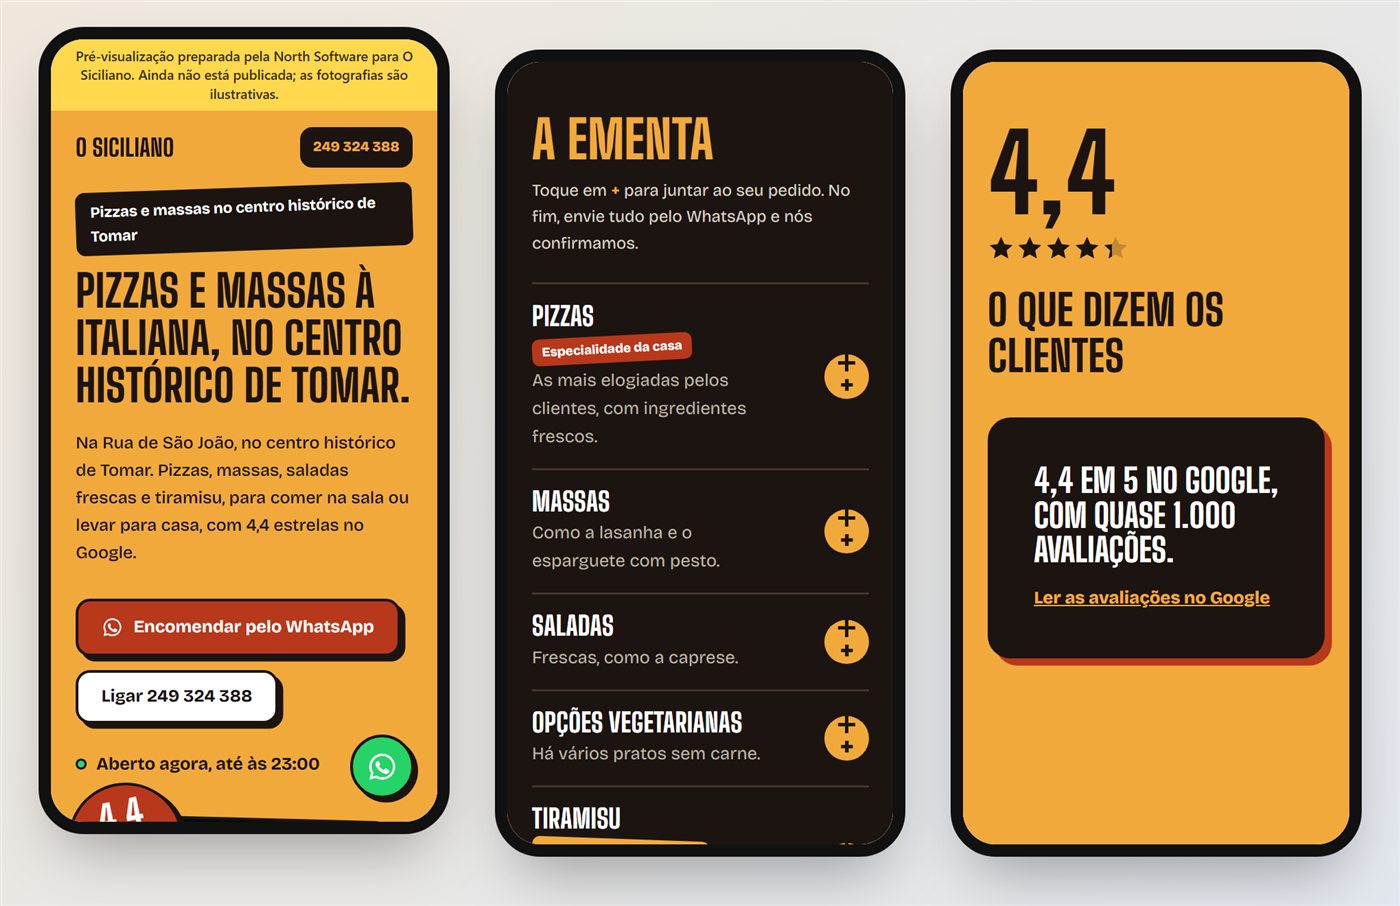 Pré-visualização preparada pela North Software para O
Siciliano. Ainda não está publicada; as fotografias são
ilustrativas.
O SICILIANO
249 324 388
Pizzas e massas no centro histórico de
Tomar
PIZZAS E MASSAS À
ITALIANA, NO CENTRO
HISTÓRICO DE TOMAR.
Na Rua de São João, no centro histórico
de Tomar. Pizzas, massas, saladas
frescas e tiramisu, para comer na sala ou
levar para casa, com 4,4 estrelas no
Google.
Encomendar pelo WhatsApp
Ligar 249 324 388
Aberto agora, até às 23:00
4,4
A EMENTA
Toque em + para juntar ao seu pedido. No
fim, envie tudo pelo WhatsApp e nós
confirmamos.
PIZZAS
Especialidade da casa
As mais elogiadas pelos
clientes, com ingredientes
frescos.
+
+
MASSAS
Como a lasanha e o
esparguete com pesto.
+
+
SALADAS
Frescas, como a caprese.
+
+
OPÇÕES VEGETARIANAS
Há vários pratos sem carne.
+
+
TIRAMISU
4,4
O QUE DIZEM OS
CLIENTES
4,4 EM 5 NO GOOGLE,
COM QUASE 1.000
AVALIAÇÕES.
Ler as avaliações no Google